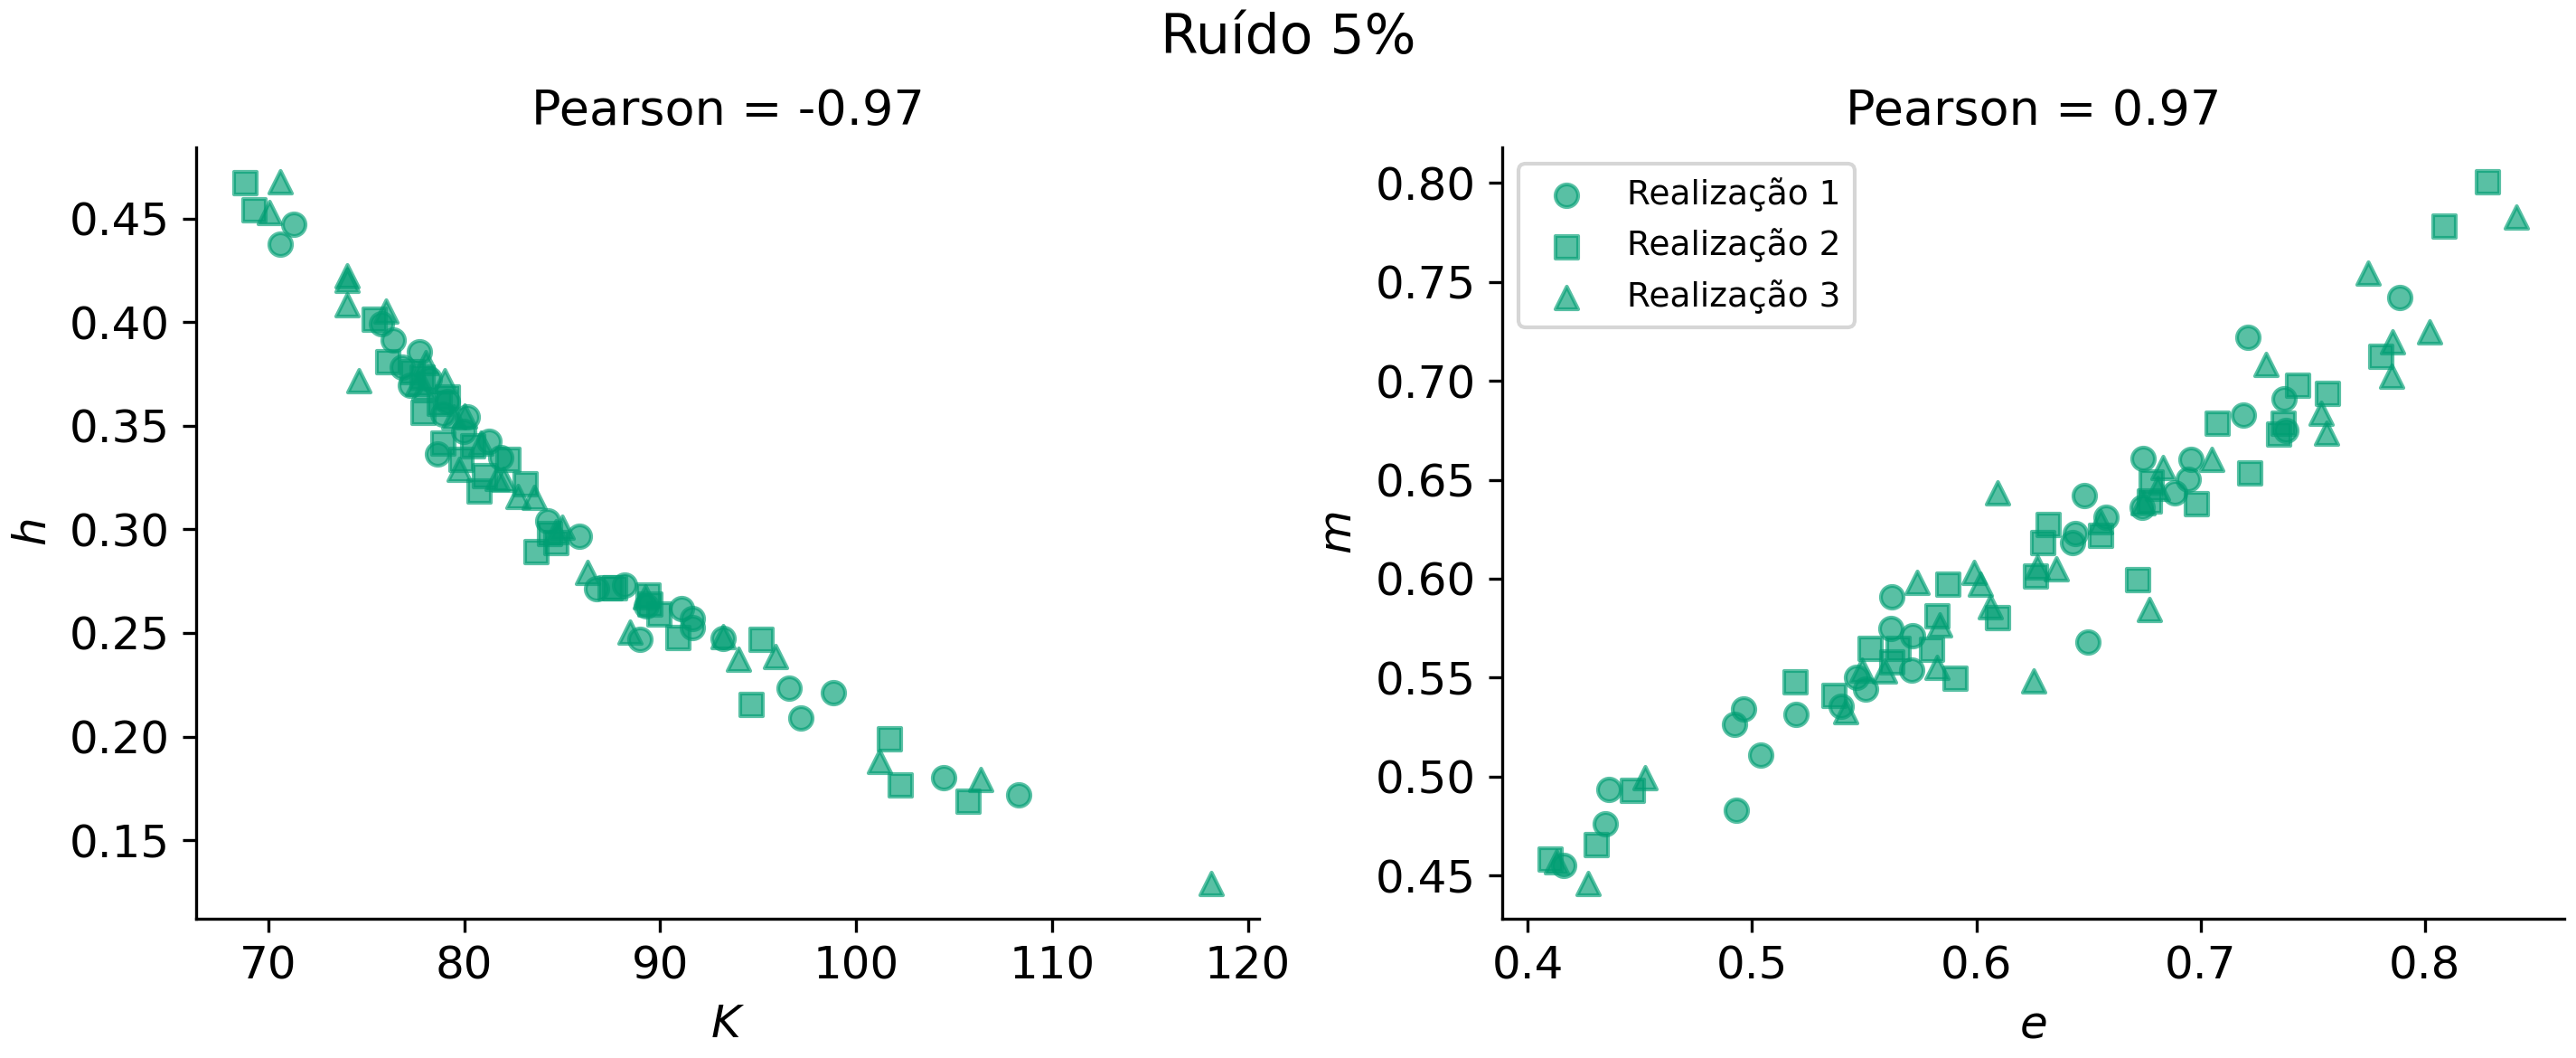 Ruído 5%
Pearson = -0.97
0.45
0.40
0.35
0.30
0.25
0.20
0.15
h
70 80 90 100 110 120
K
Pearson = 0.97
0.80
0.75
0.70
0.65
0.60
0.55
0.50
0.45
m
Realização 1
Realização 2
Realização 3
0.4 0.5 0.6 0.7 0.8
e